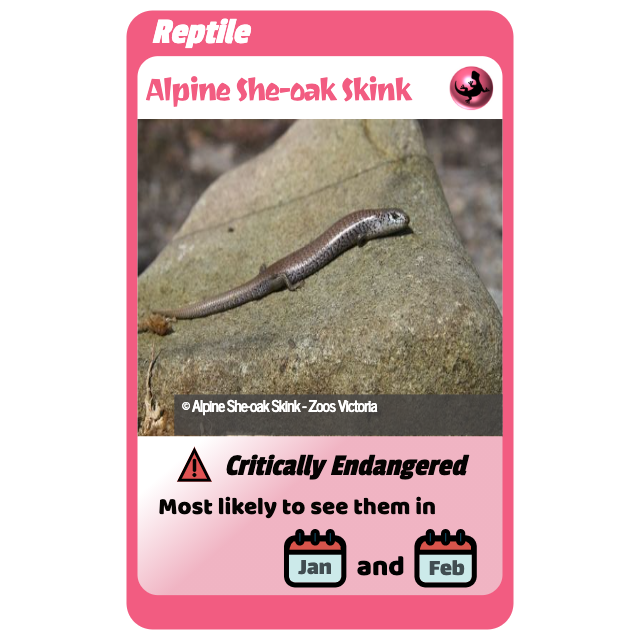 Reptile
Alpine She-oak Skink
© Alpine She-oak Skink - Zoos Victoria
Critically Endangered
Most likely to see them in
Jan and Feb